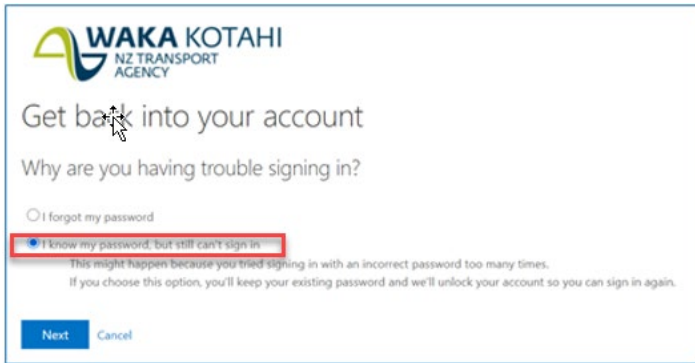 WAKA KOTAHI
NZ TRANSPORT
AGENCY
Get back into your account
Why are you having trouble signing in?
I forgot my password
I know my password, but still can't sign in
This might happen because you tried signing in with an incorrect password too many times.
If you choose this option, you'll keep your existing password and we'll unlock your account so you can sign in again.
Next Cancel